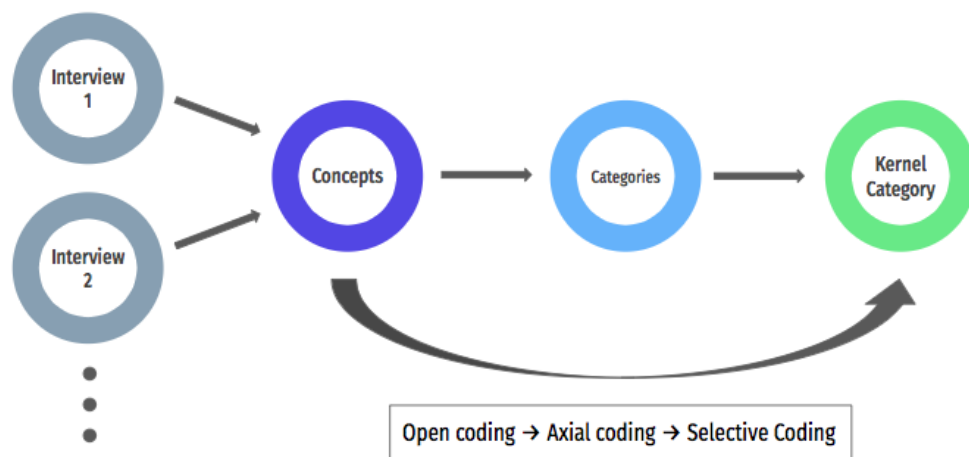 Interview
1
Concepts
Categories
Kernel
Category
Interview
2
Open coding → Axial coding → Selective Coding